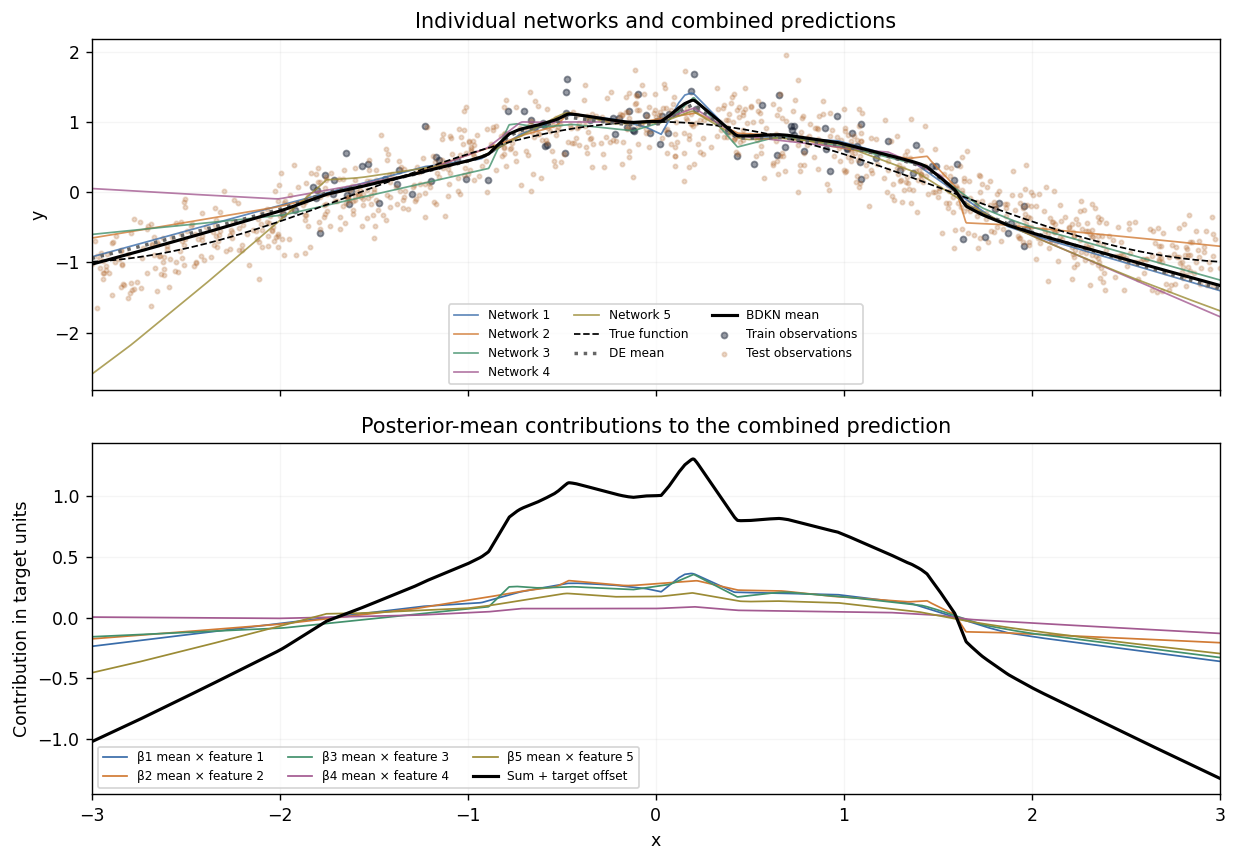 Individual networks and combined predictions
2
1
0
−1
−2
y
Network 1
Network 2
Network 3
Network 4
Network 5
True function
DE mean
BDKN mean
Train observations
Test observations
Posterior-mean contributions to the combined prediction
1.0
0.5
0.0
−0.5
−1.0
Contribution in target units
β1 mean × feature 1
β2 mean × feature 2
β3 mean × feature 3
β4 mean × feature 4
β5 mean × feature 5
Sum + target offset
−3
−2
−1
0
1
2
3
x